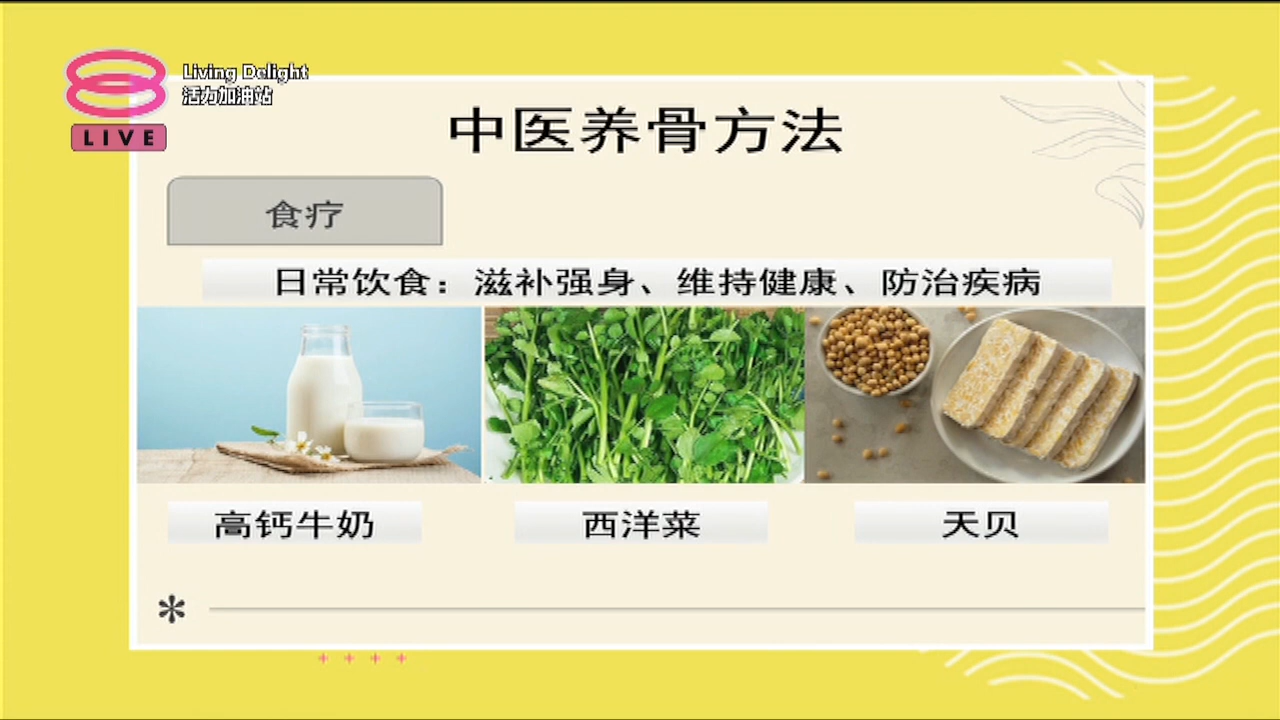 Living Delight
活力加油站
LIVE
中医养骨方法
食疗
日常饮食：滋补强身、维持健康、防治疾病
高钙牛奶
西洋菜
天贝